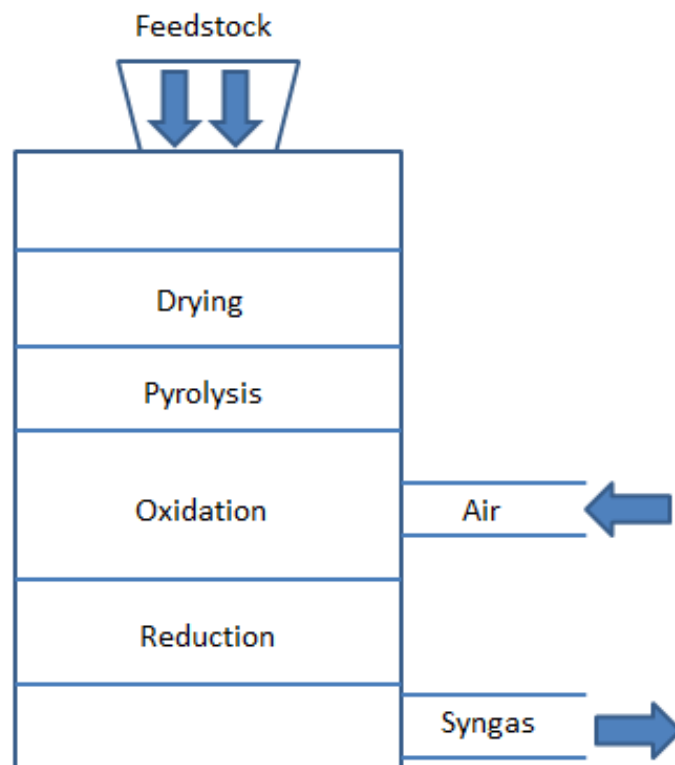 Feedstock
Drying
Pyrolysis
Oxidation
Air
Reduction
Syngas